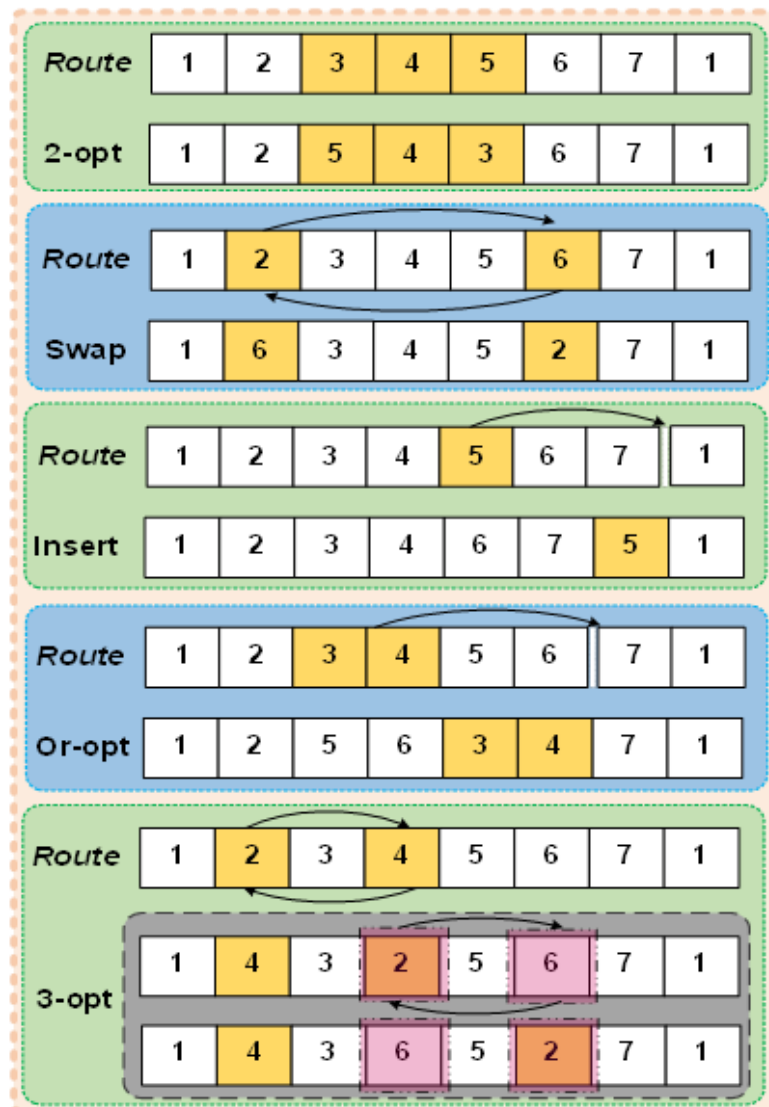 Route 1 2 3 4 5 6 7 1
2-opt 1 2 5 4 3 6 7 1
Route 1 2 3 4 5 6 7 1
Swap 1 6 3 4 5 2 7 1
Route 1 2 3 4 5 6 7 1
Insert 1 2 3 4 6 7 5 1
Route 1 2 3 4 5 6 7 1
Or-opt 1 2 5 6 3 4 7 1
Route 1 2 3 4 5 6 7 1
1 4 3 2 5 6 7 1
3-opt
1 4 3 6 5 2 7 1